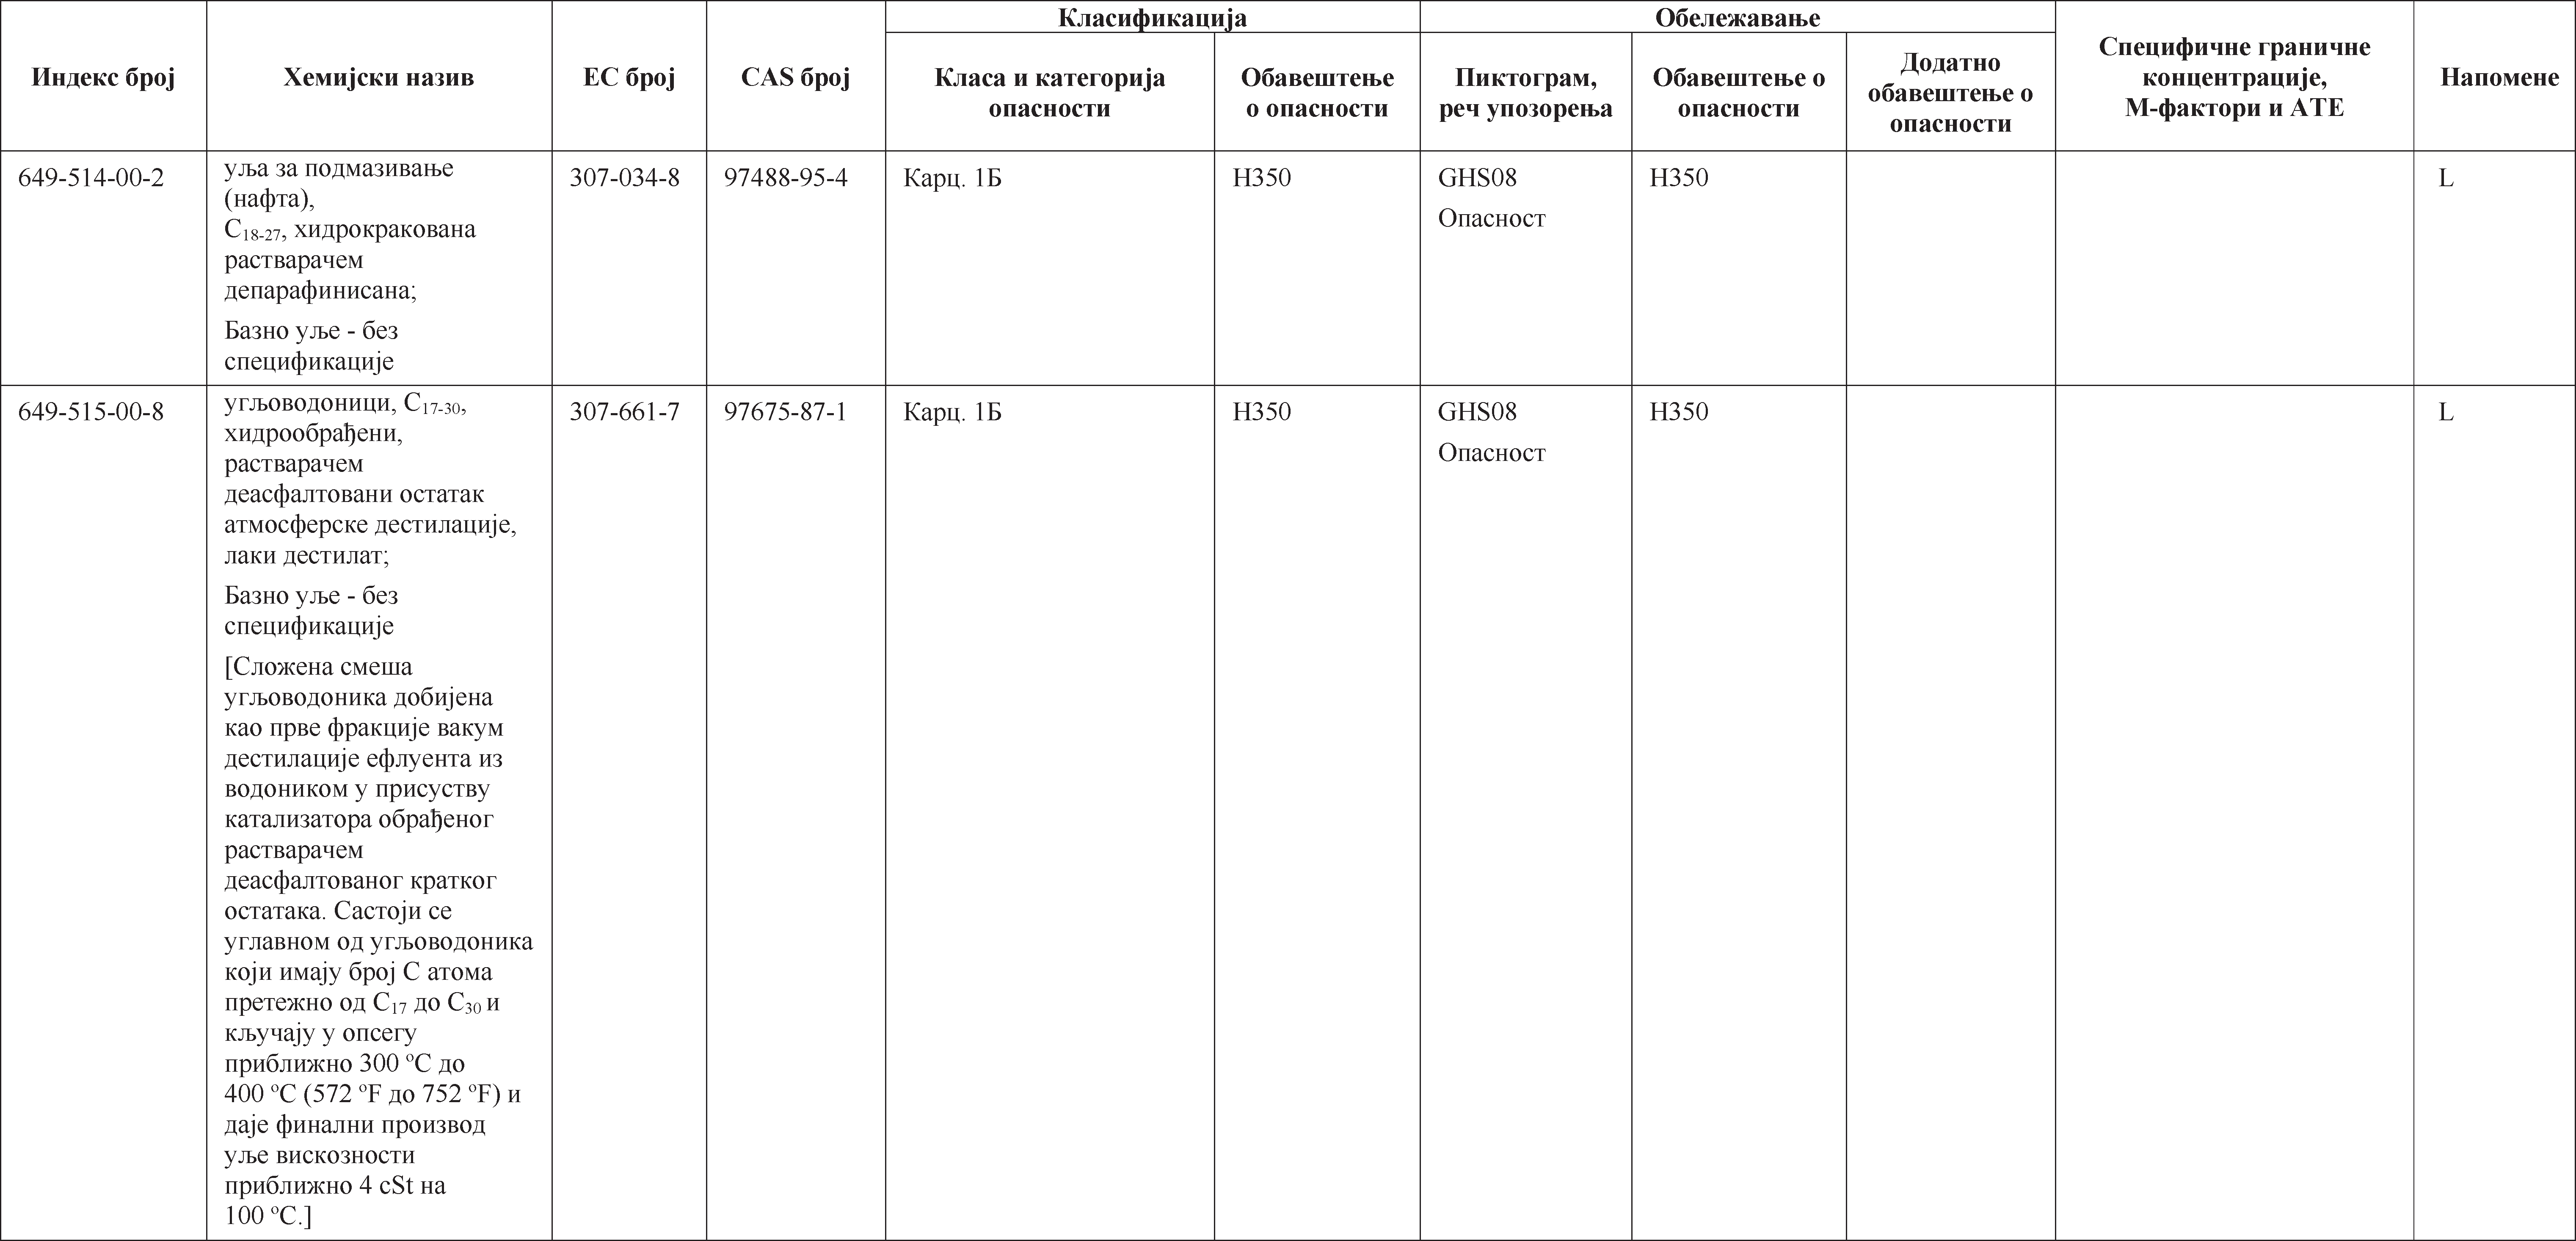 Индекс број
Хемијски назив
ЕС број
CAS број
Класификација
Класа и категорија
опасности
Обавештење
о опасности
Обележавање
Пиктограм,
реч упозорења
Обавештење о
опасности
Додатно
обавештење о
опасности
Специфичне граничне
концентрације,
М-фактори и АТЕ
Напомене
649-514-00-2
уља за подмазивање
(нафта),
C18-27, хидрокракована
растварачем
депарафинисана;
Базно уље - без
спецификације
307-034-8
97488-95-4
Карц. 1Б
H350
GHS08
Опасност
H350
L
649-515-00-8
угљоводоници, C17-30,
хидрообрађени,
растварачем
деасфалтовани остатак
атмосферске дестилације,
лаки дестилат;
Базно уље - без
спецификације
[Сложена смеша
угљоводоника добијена
као прве фракције вакум
дестилације ефлуента из
водоником у присуству
катализатора обрађеног
растварачем
деасфалтованог кратког
остатака. Састоји се
углавном од угљоводоника
који имају број С атома
претежно од C17 до C30 и
кључају у опсегу
приближно 300 ºC до
400 ºC (572 ºF до 752 ºF) и
даје финални производ
уље вискозности
приближно 4 cSt на
100 ºC.]
307-661-7
97675-87-1
Карц. 1Б
H350
GHS08
Опасност
H350
L